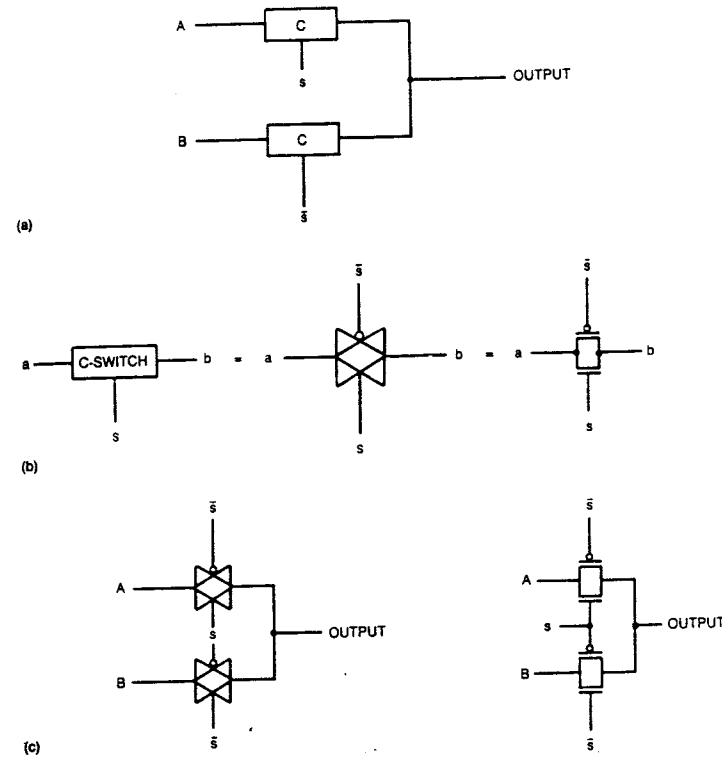 A C
s
OUTPUT
B C
s̄
(a)
s̄ s̄
a C-SWITCH b = a b = a b
s s s
(b)
s̄ s̄
A A
s s
OUTPUT OUTPUT
B B
s̄ s̄
(c)